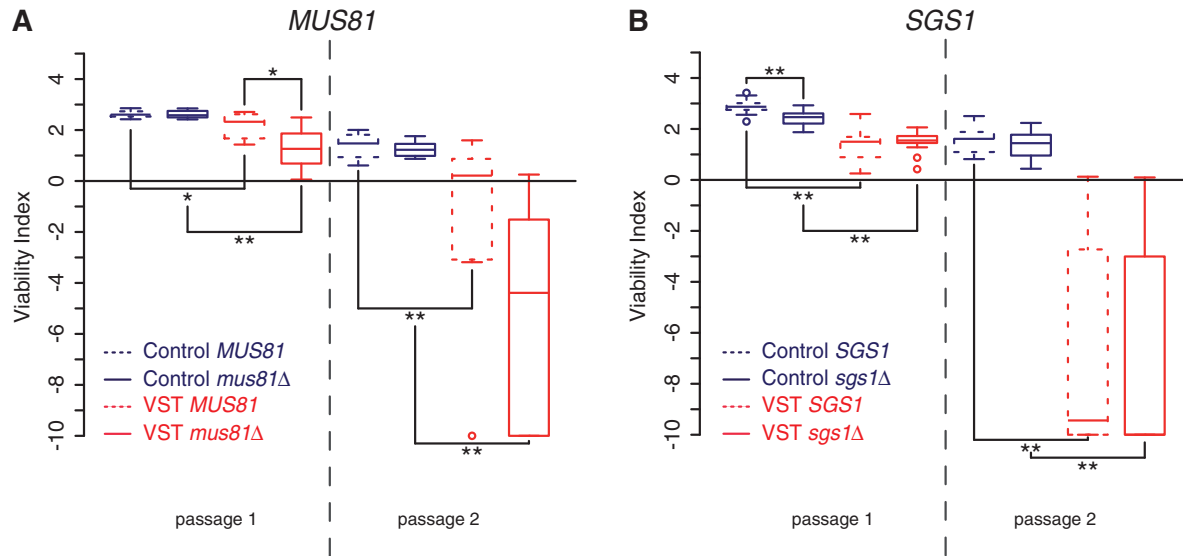 A
MUS81
Viability Index
4
2
0
-2
-4
-6
-8
-10
*
*
**
**
**
Control MUS81
Control mus81Δ
VST MUS81
VST mus81Δ
passage 1
passage 2
B
SGS1
Viability Index
4
2
0
-2
-4
-6
-8
-10
**
**
**
**
**
Control SGS1
Control sgs1Δ
VST SGS1
VST sgs1Δ
passage 1
passage 2